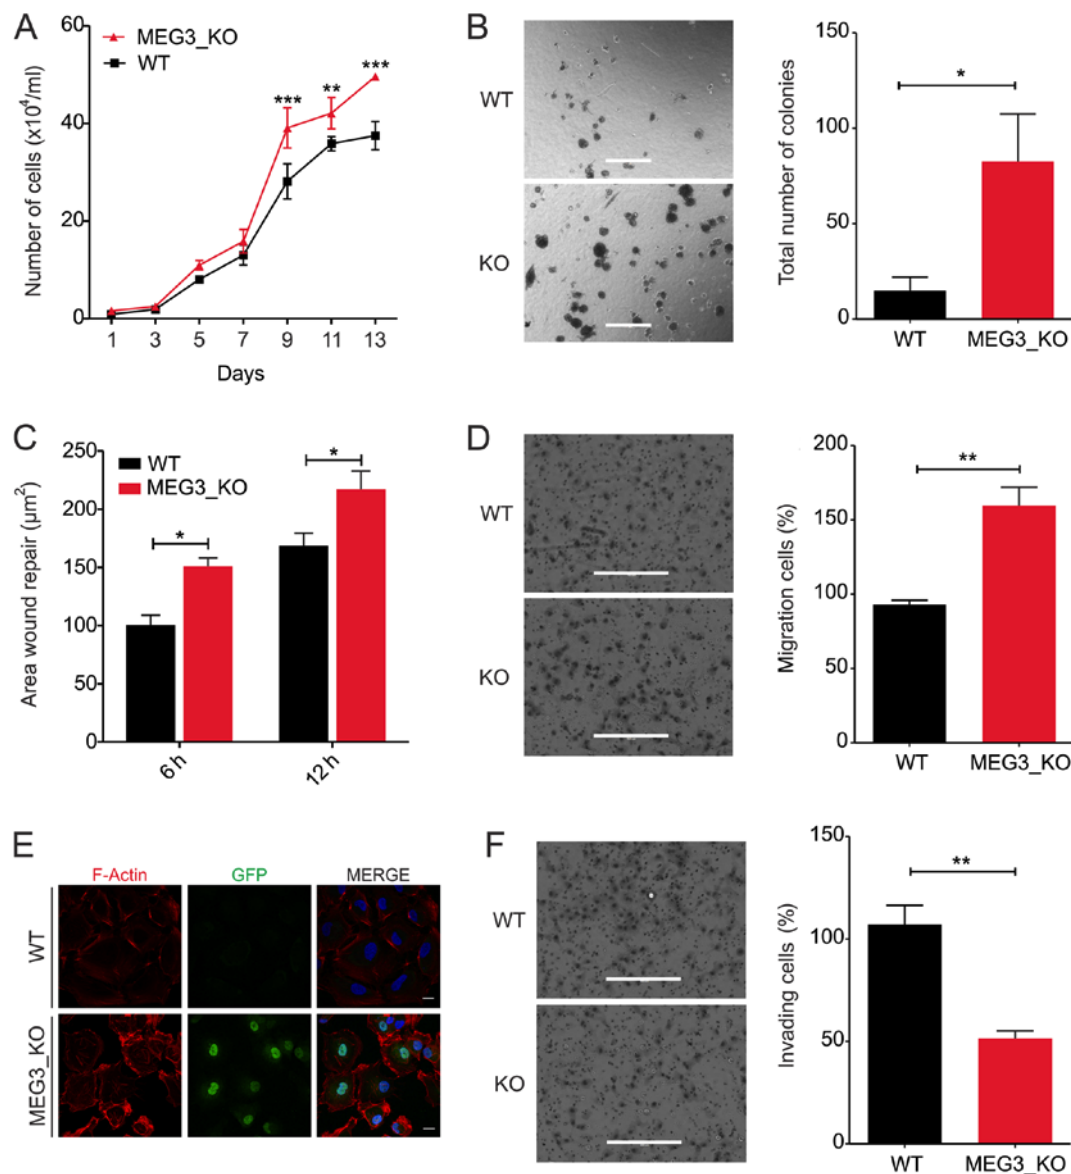 A
Number of cells (x10⁴/ml)
60
40
20
0
MEG3_KO
WT
***
**
***
1 3 5 7 9 11 13
Days
B
WT
KO
Total number of colonies
150
100
50
0
*
WT MEG3_KO
C
Area wound repair (µm²)
250
200
150
100
50
0
WT
MEG3_KO
*
*
6 h
12 h
D
WT
KO
Migration cells (%)
200
150
100
50
0
**
WT MEG3_KO
E
F-Actin GFP MERGE
WT
MEG3_KO
F
WT
KO
Invading cells (%)
150
100
50
0
**
WT MEG3_KO